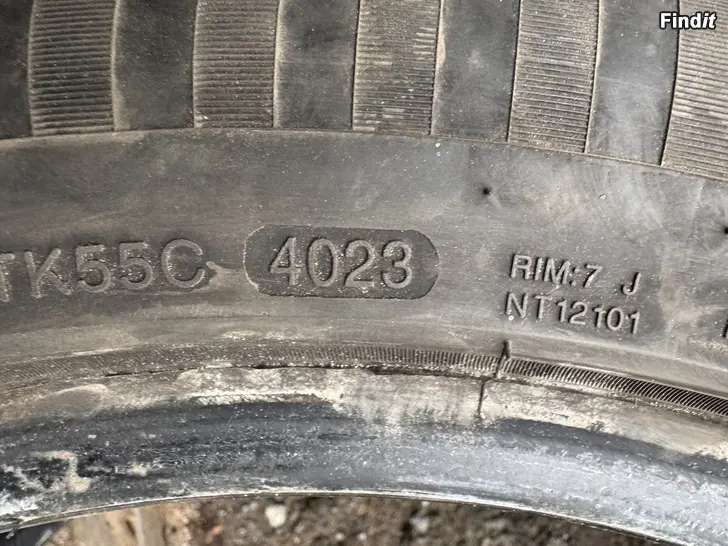 Findit
TK55C 4023
RIM:7 J
NT12101